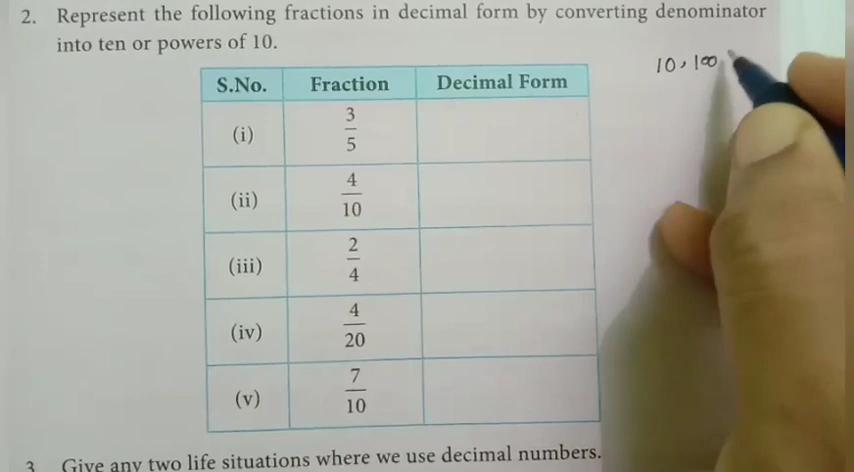 2. Represent the following fractions in decimal form by converting denominator
into ten or powers of 10.
10, 100
S.No. Fraction Decimal Form
(i) 3/5
(ii) 4/10
(iii) 2/4
(iv) 4/20
(v) 7/10
3. Give any two life situations where we use decimal numbers.